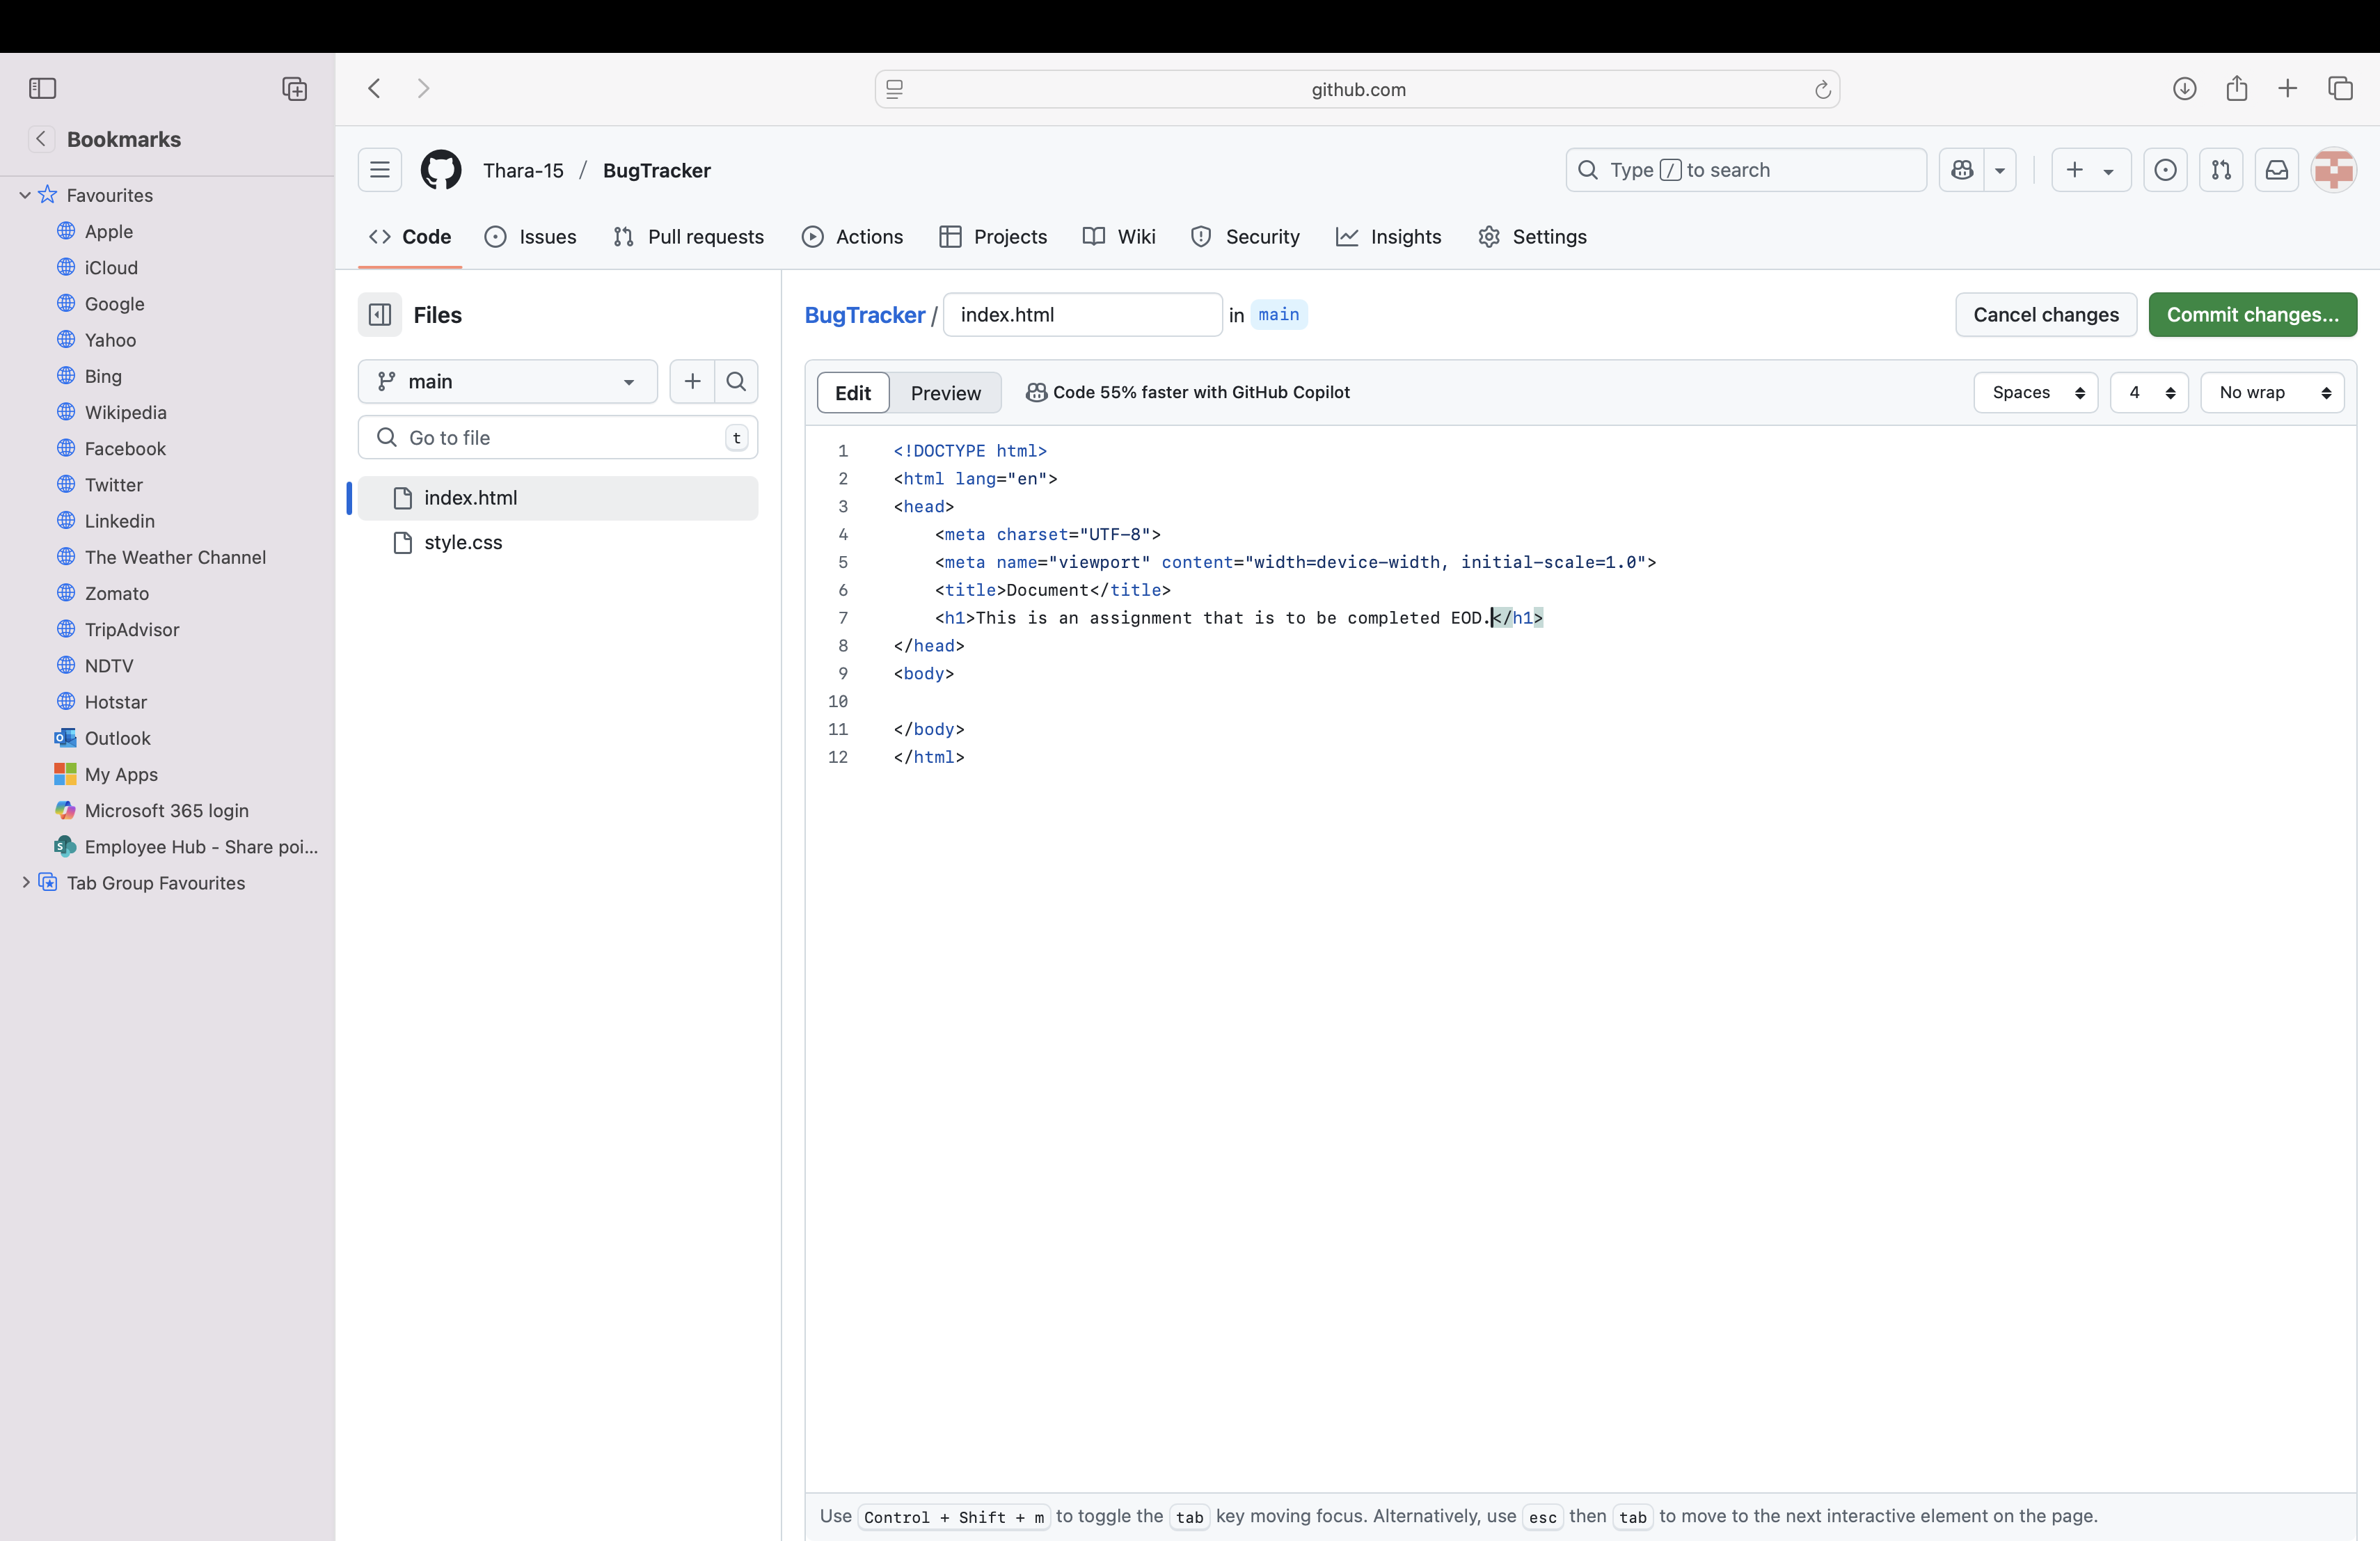 Bookmarks
Favourites
Apple
iCloud
Google
Yahoo
Bing
Wikipedia
Facebook
Twitter
Linkedin
The Weather Channel
Zomato
TripAdvisor
NDTV
Hotstar
Outlook
My Apps
Microsoft 365 login
Employee Hub - Share poi...
Tab Group Favourites
github.com
Thara-15 / BugTracker
Type / to search
Code Issues Pull requests Actions Projects Wiki Security Insights Settings
Files
main
Go to file t
index.html
style.css
BugTracker / index.html in main
Cancel changes Commit changes...
Edit Preview Code 55% faster with GitHub Copilot Spaces 4 No wrap
1 <!DOCTYPE html>
2 <html lang="en">
3 <head>
4     <meta charset="UTF-8">
5     <meta name="viewport" content="width=device-width, initial-scale=1.0">
6     <title>Document</title>
7     <h1>This is an assignment that is to be completed EOD.</h1>
8 </head>
9 <body>
10
11 </body>
12 </html>
Use Control + Shift + m to toggle the tab key moving focus. Alternatively, use esc then tab to move to the next interactive element on the page.